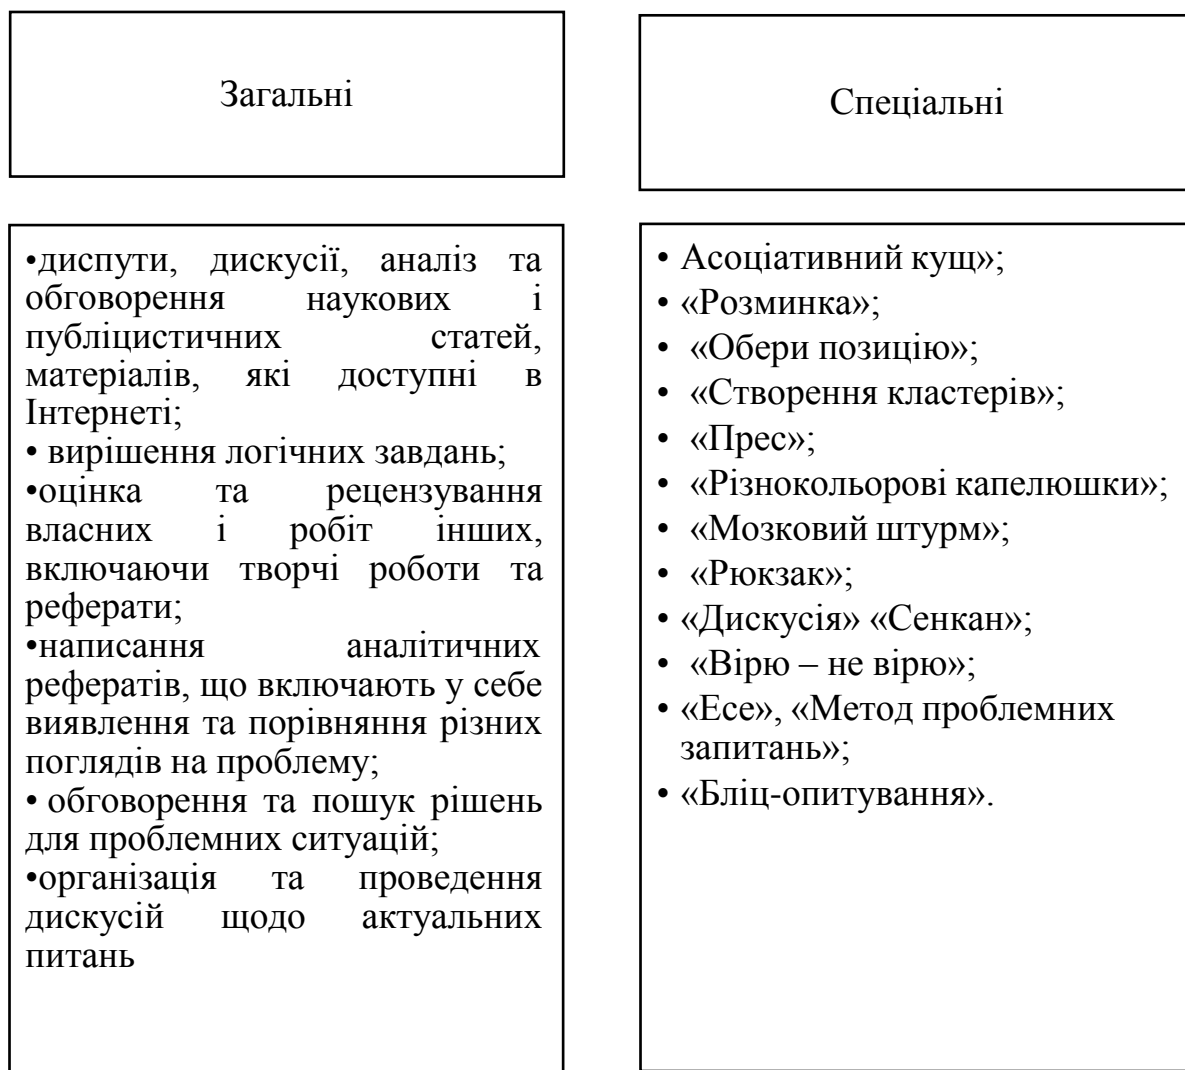 Загальні
Спеціальні
•диспути, дискусії, аналіз та
обговорення наукових і
публіцистичних статей,
матеріалів, які доступні в
Інтернеті;
• вирішення логічних завдань;
•оцінка та рецензування
власних і робіт інших,
включаючи творчі роботи та
реферати;
•написання аналітичних
рефератів, що включають у себе
виявлення та порівняння різних
поглядів на проблему;
• обговорення та пошук рішень
для проблемних ситуацій;
•організація та проведення
дискусій щодо актуальних
питань
• Асоціативний кущ»;
• «Розминка»;
• «Обери позицію»;
• «Створення кластерів»;
• «Прес»;
• «Різнокольорові капелюшки»;
• «Мозковий штурм»;
• «Рюкзак»;
• «Дискусія» «Сенкан»;
• «Вірю – не вірю»;
• «Есе», «Метод проблемних
запитань»;
• «Бліц-опитування».